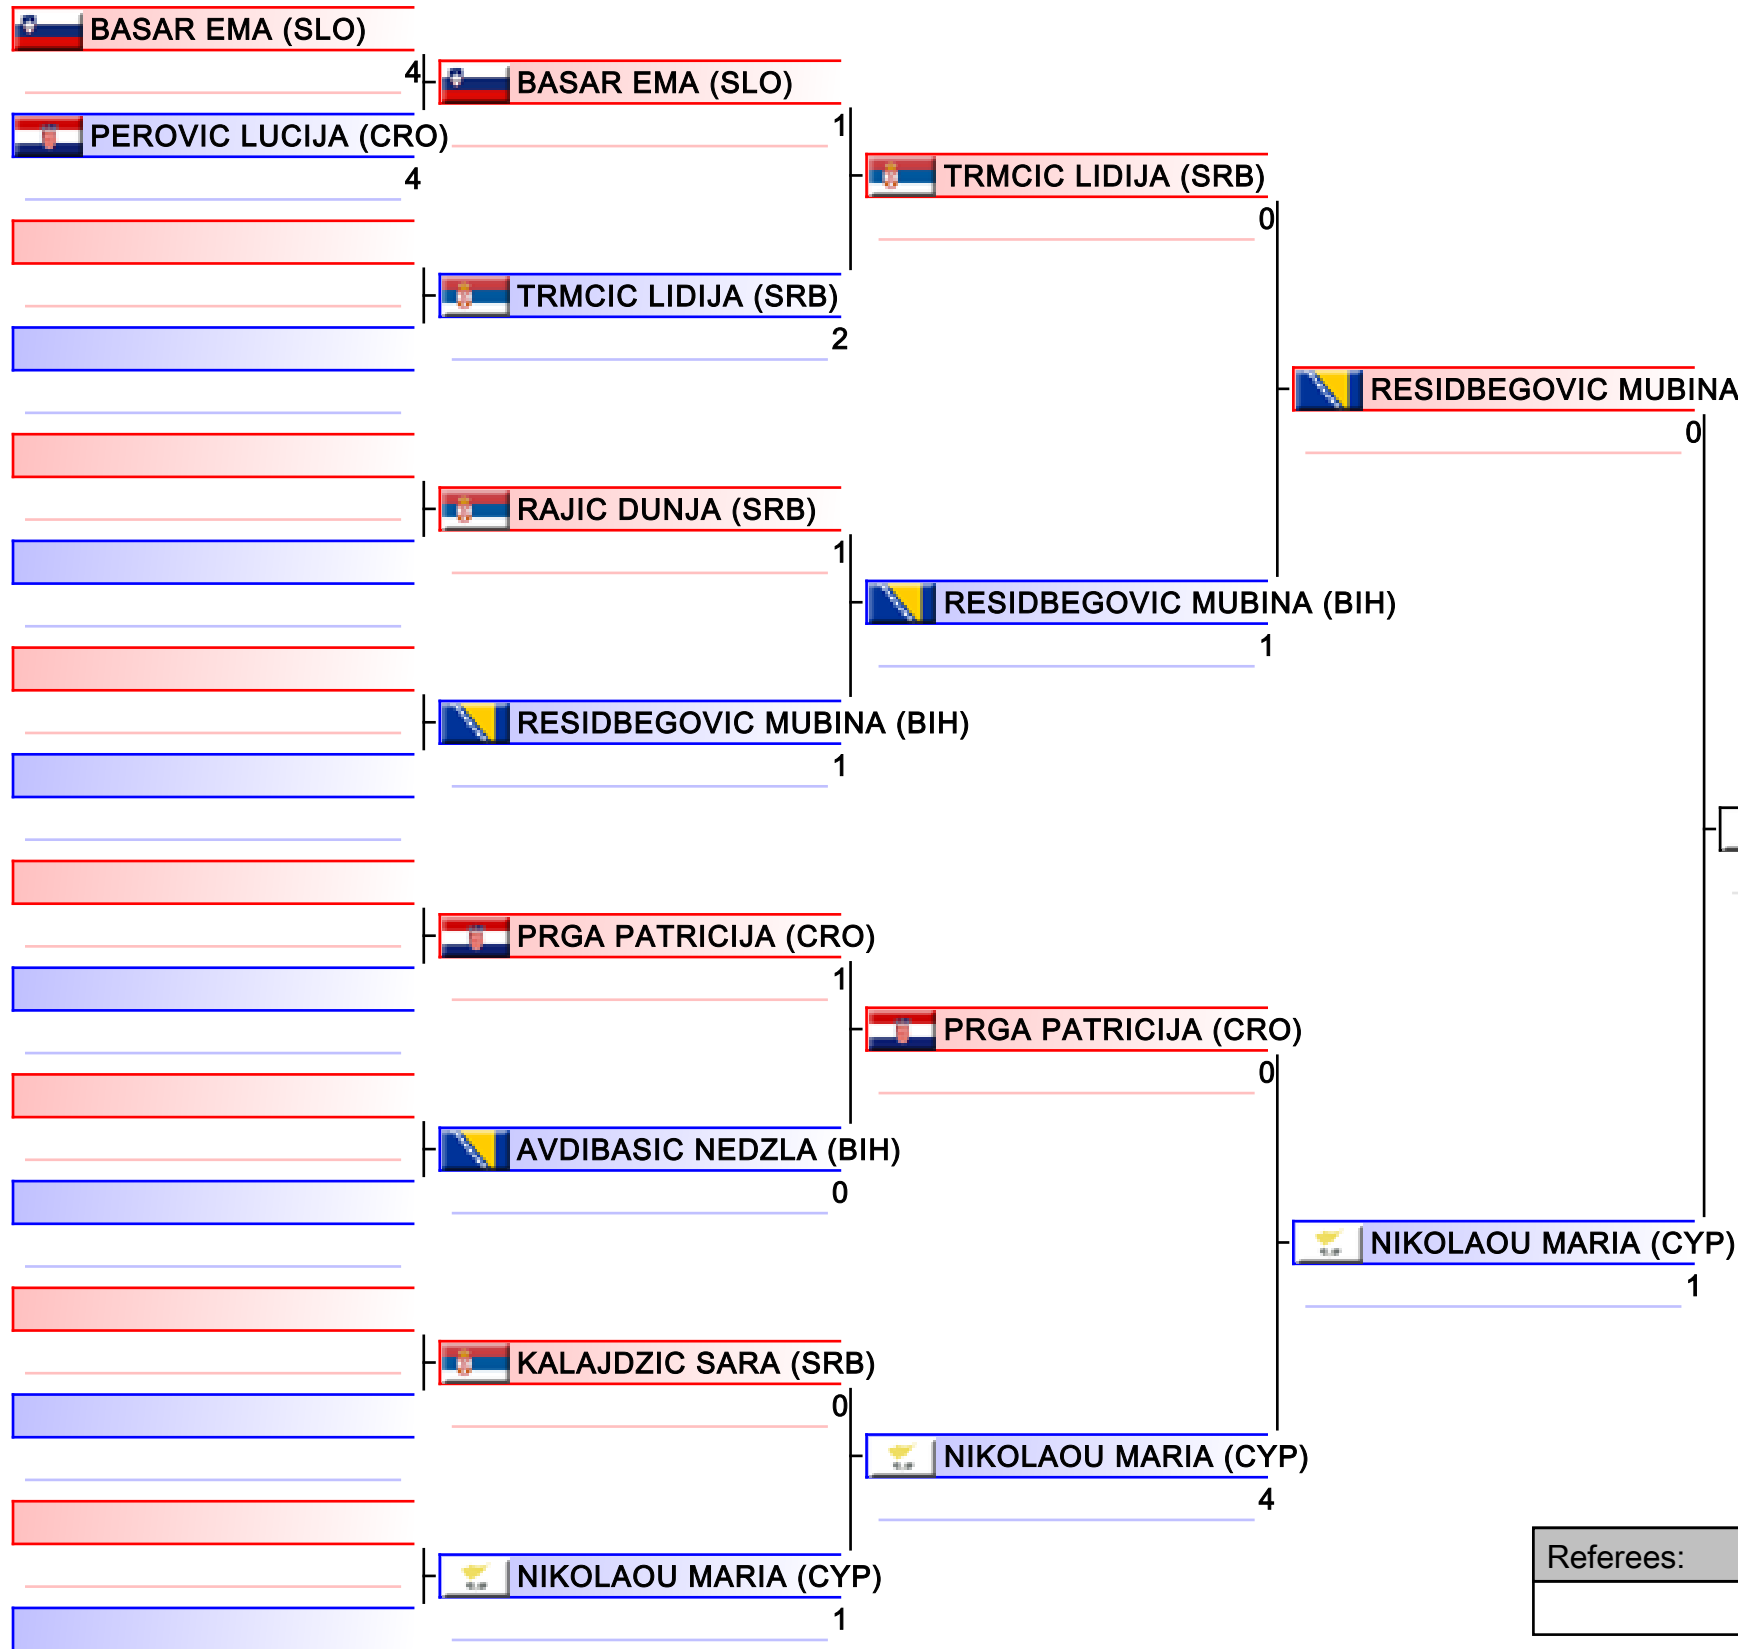 BASAR EMA (SLO)
4
PEROVIC LUCIJA (CRO)
4
BASAR EMA (SLO)
1
TRMCIC LIDIJA (SRB)
2
RAJIC DUNJA (SRB)
1
RESIDBEGOVIC MUBINA (BIH)
1
PRGA PATRICIJA (CRO)
1
AVDIBASIC NEDZLA (BIH)
0
KALAJDZIC SARA (SRB)
0
NIKOLAOU MARIA (CYP)
1
TRMCIC LIDIJA (SRB)
0
RESIDBEGOVIC MUBINA (BIH)
1
PRGA PATRICIJA (CRO)
0
NIKOLAOU MARIA (CYP)
4
RESIDBEGOVIC MUBINA
0
NIKOLAOU MARIA (CYP)
1
Referees: